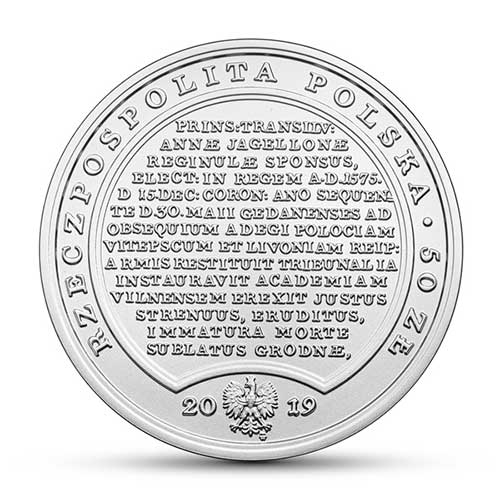 RZECZPOSPOLITA POLSKA · 50 ZŁ
PRINS:TRANSILV:
ANNÆ JAGELLONÆ
REGINULÆ SPONSUS,
ELECT: IN REGEM A·D·1575·
D 15·DEC: CORON: ANO SEQUEN
TE D·30·MAII GEDANENSES AD
OBSEQUIUM ADEGI POLOCIAM
VITEPSCUM ET LIVONIAM REIP:
ARMIS RESTITUIT TRIBUNALIA
INSTAURAVIT ACADEMIAM
VILNENSEM EREXIT JUSTUS
STRENUUS, ERUDITUS,
IMMATURA MORTE
SUBLATUS GRODNÆ,
2019